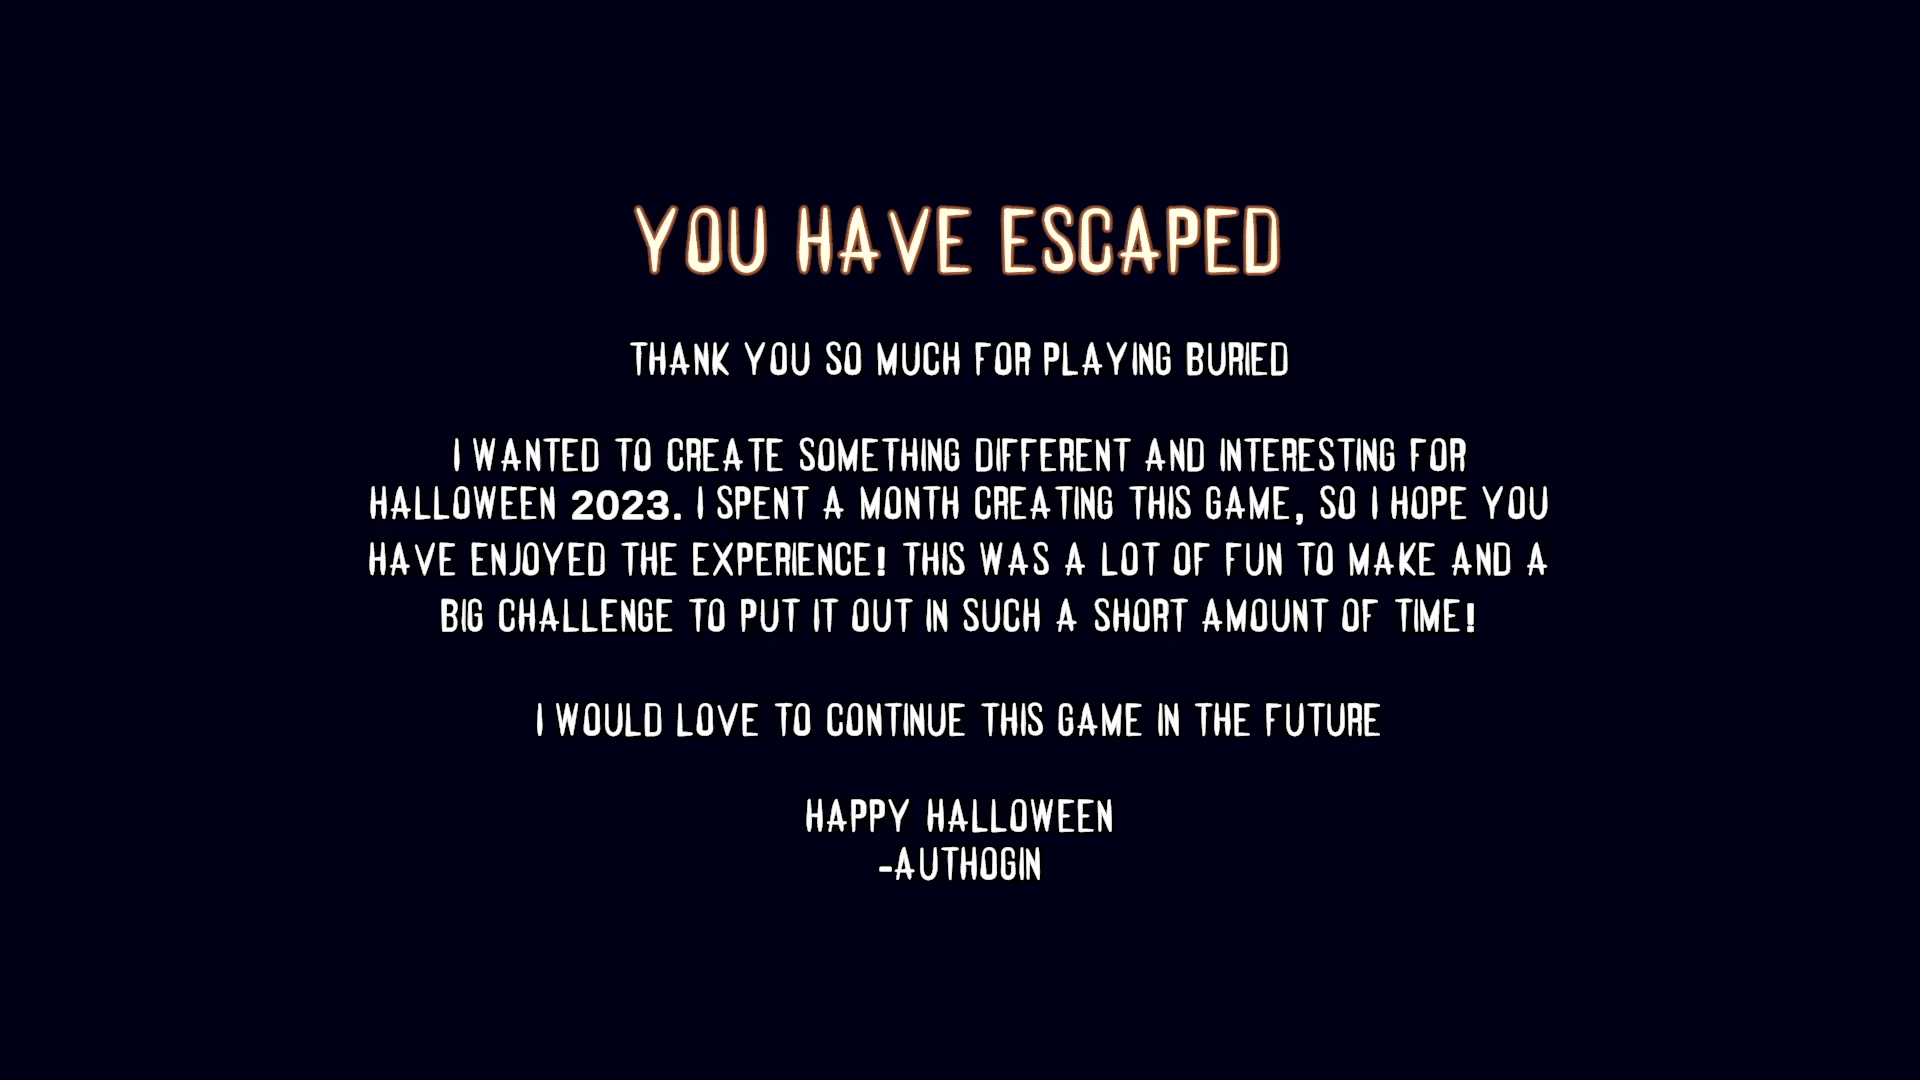 YOU HAVE ESCAPED
THANK YOU SO MUCH FOR PLAYING BURIED
I WANTED TO CREATE SOMETHING DIFFERENT AND INTERESTING FOR
HALLOWEEN 2023. I SPENT A MONTH CREATING THIS GAME, SO I HOPE YOU
HAVE ENJOYED THE EXPERIENCE! THIS WAS A LOT OF FUN TO MAKE AND A
BIG CHALLENGE TO PUT IT OUT IN SUCH A SHORT AMOUNT OF TIME!
I WOULD LOVE TO CONTINUE THIS GAME IN THE FUTURE
HAPPY HALLOWEEN
-AUTHOGIN